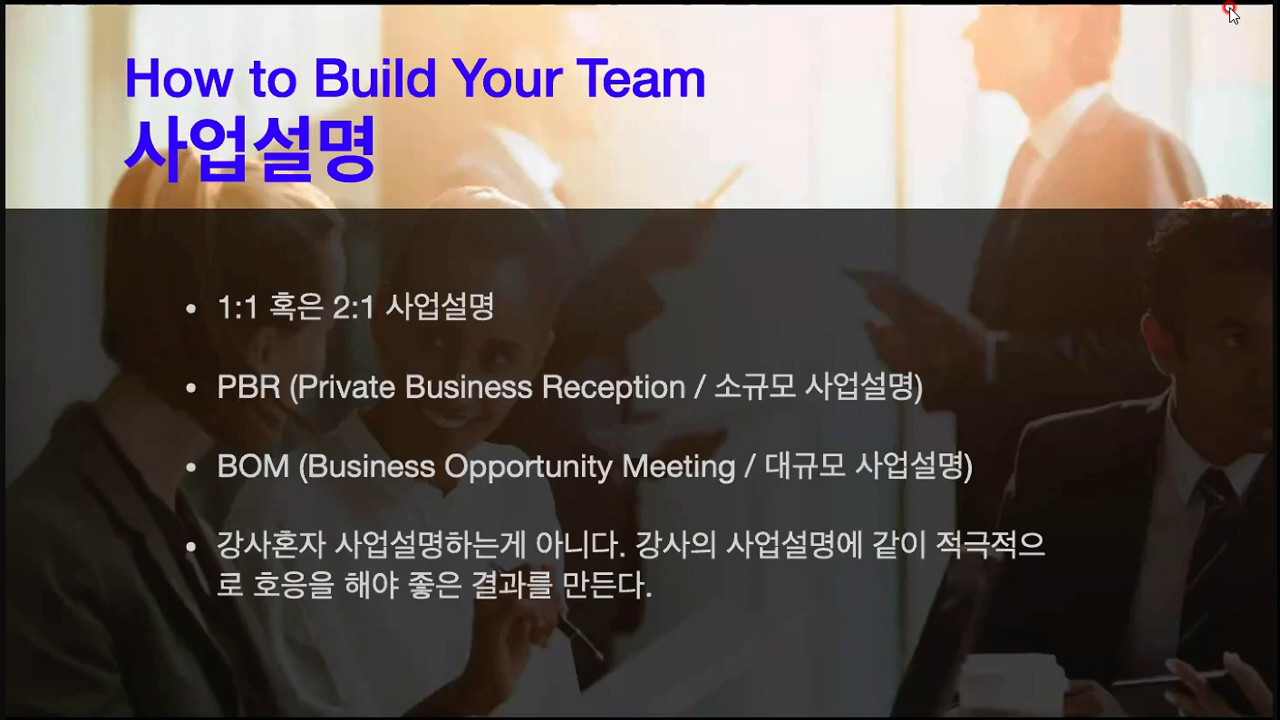 How to Build Your Team
사업설명
• 1:1 혹은 2:1 사업설명
• PBR (Private Business Reception / 소규모 사업설명)
• BOM (Business Opportunity Meeting / 대규모 사업설명)
• 강사혼자 사업설명하는게 아니다. 강사의 사업설명에 같이 적극적으
로 호응을 해야 좋은 결과를 만든다.